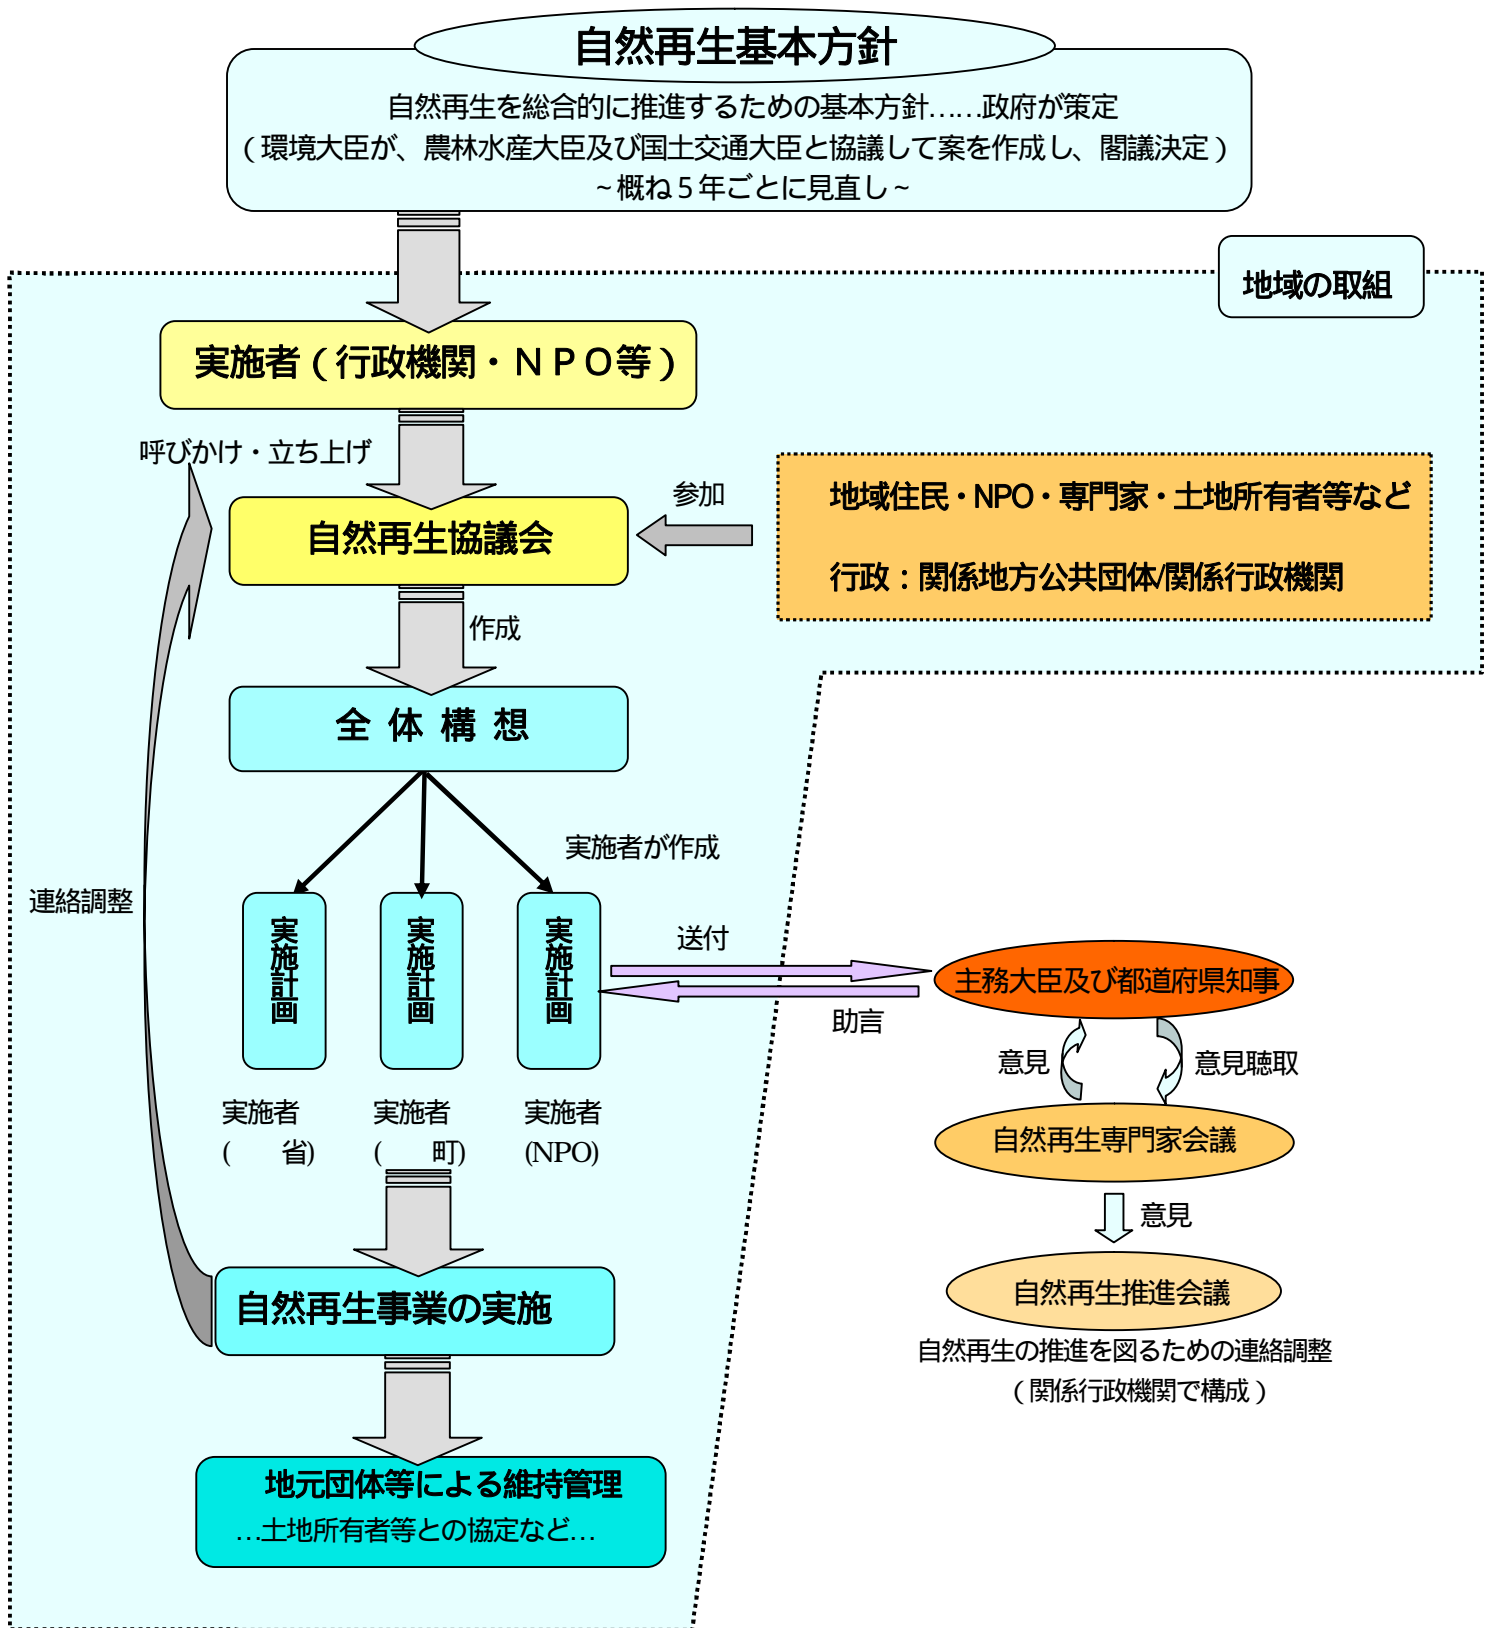 自然再生基本方針
自然再生を総合的に推進するための基本方針……政府が策定
（環境大臣が、農林水産大臣及び国土交通大臣と協議して案を作成し、閣議決定）
～概ね５年ごとに見直し～
地域の取組
実施者（行政機関・ＮＰＯ等）
呼びかけ・立ち上げ
自然再生協議会
参加
地域住民・NPO・専門家・土地所有者等など
行政：関係地方公共団体/関係行政機関
作成
全 体 構 想
実施者が作成
連絡調整
実施計画
実施計画
実施計画
送付
助言
主務大臣及び都道府県知事
意見
意見聴取
自然再生専門家会議
意見
自然再生推進会議
自然再生の推進を図るための連絡調整
（関係行政機関で構成）
実施者
(　　省)
実施者
(　　町)
実施者
(NPO)
自然再生事業の実施
地元団体等による維持管理
…土地所有者等との協定など…